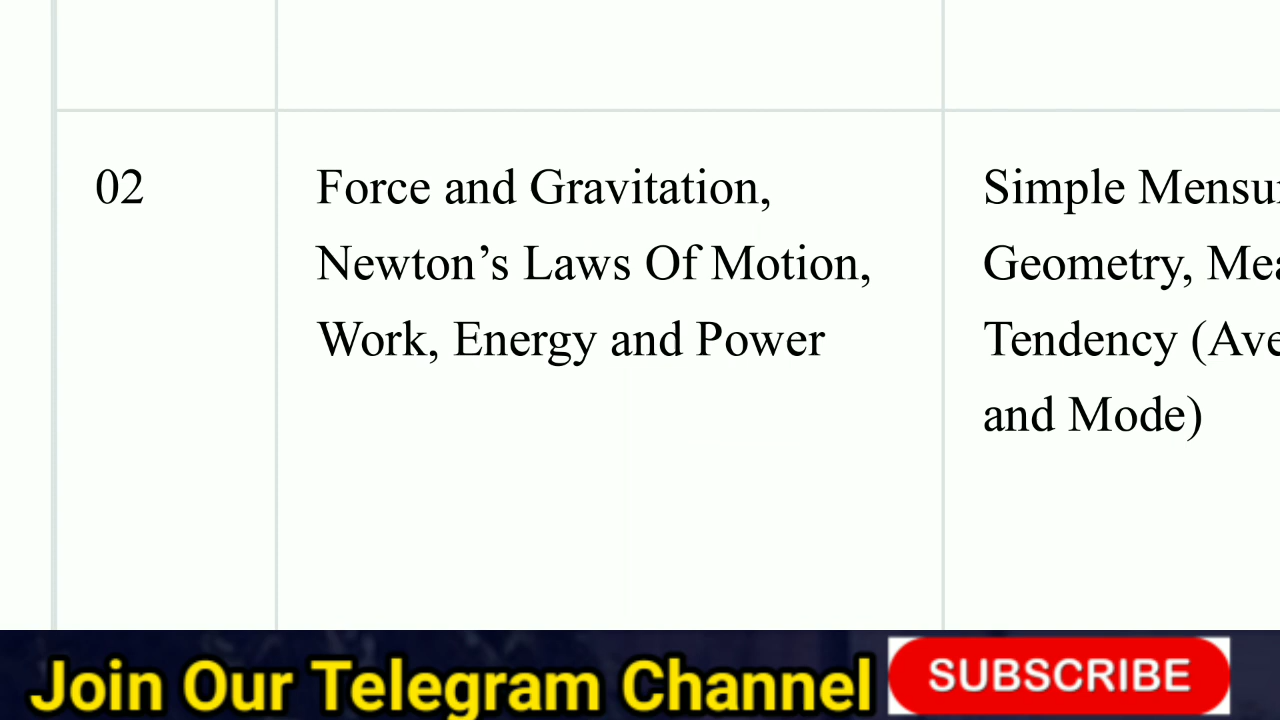 02
Force and Gravitation,
Newton’s Laws Of Motion,
Work, Energy and Power
Simple
Geometry,
Tendency
and Mode)
Join Our Telegram Channel
SUBSCRIBE